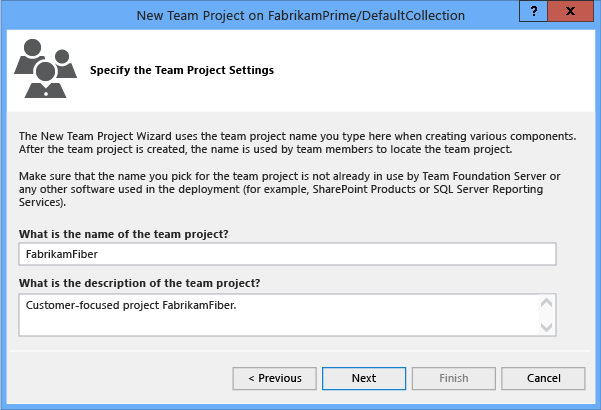 New Team Project on FabrikamPrime/DefaultCollection
? x
Specify the Team Project Settings
The New Team Project Wizard uses the team project name you type here when creating various components.
After the team project is created, the name is used by team members to locate the team project.
Make sure that the name you pick for the team project is not already in use by Team Foundation Server or
any other software used in the deployment (for example, SharePoint Products or SQL Server Reporting
Services).
What is the name of the team project?
FabrikamFiber
What is the description of the team project?
Customer-focused project FabrikamFiber.
< Previous Next Finish Cancel